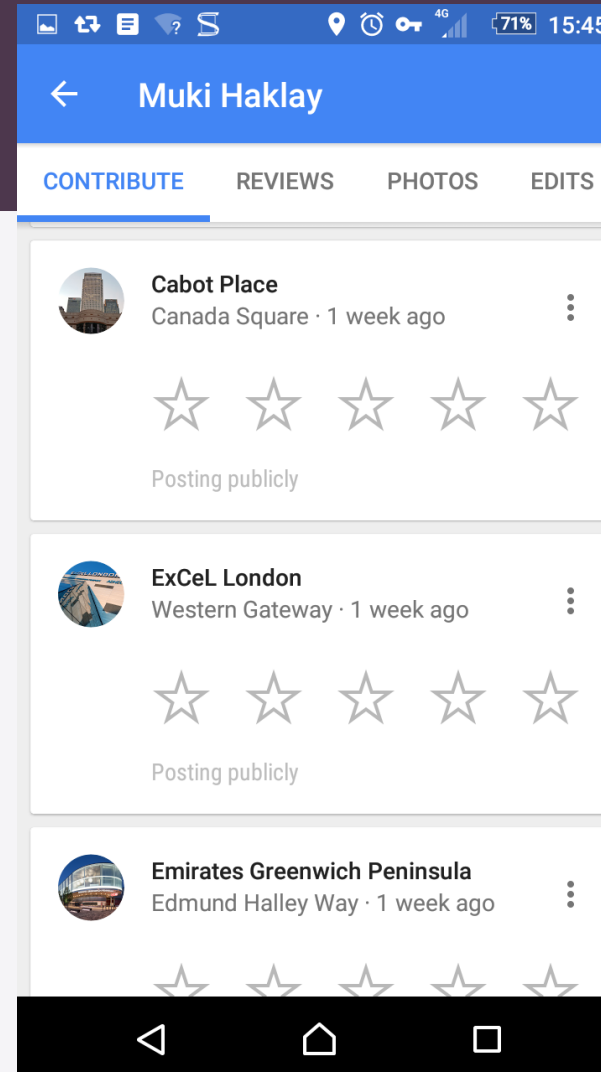 4G 71% 15:45
Muki Haklay
CONTRIBUTE REVIEWS PHOTOS EDITS
Cabot Place
Canada Square · 1 week ago
Posting publicly
ExCeL London
Western Gateway · 1 week ago
Posting publicly
Emirates Greenwich Peninsula
Edmund Halley Way · 1 week ago